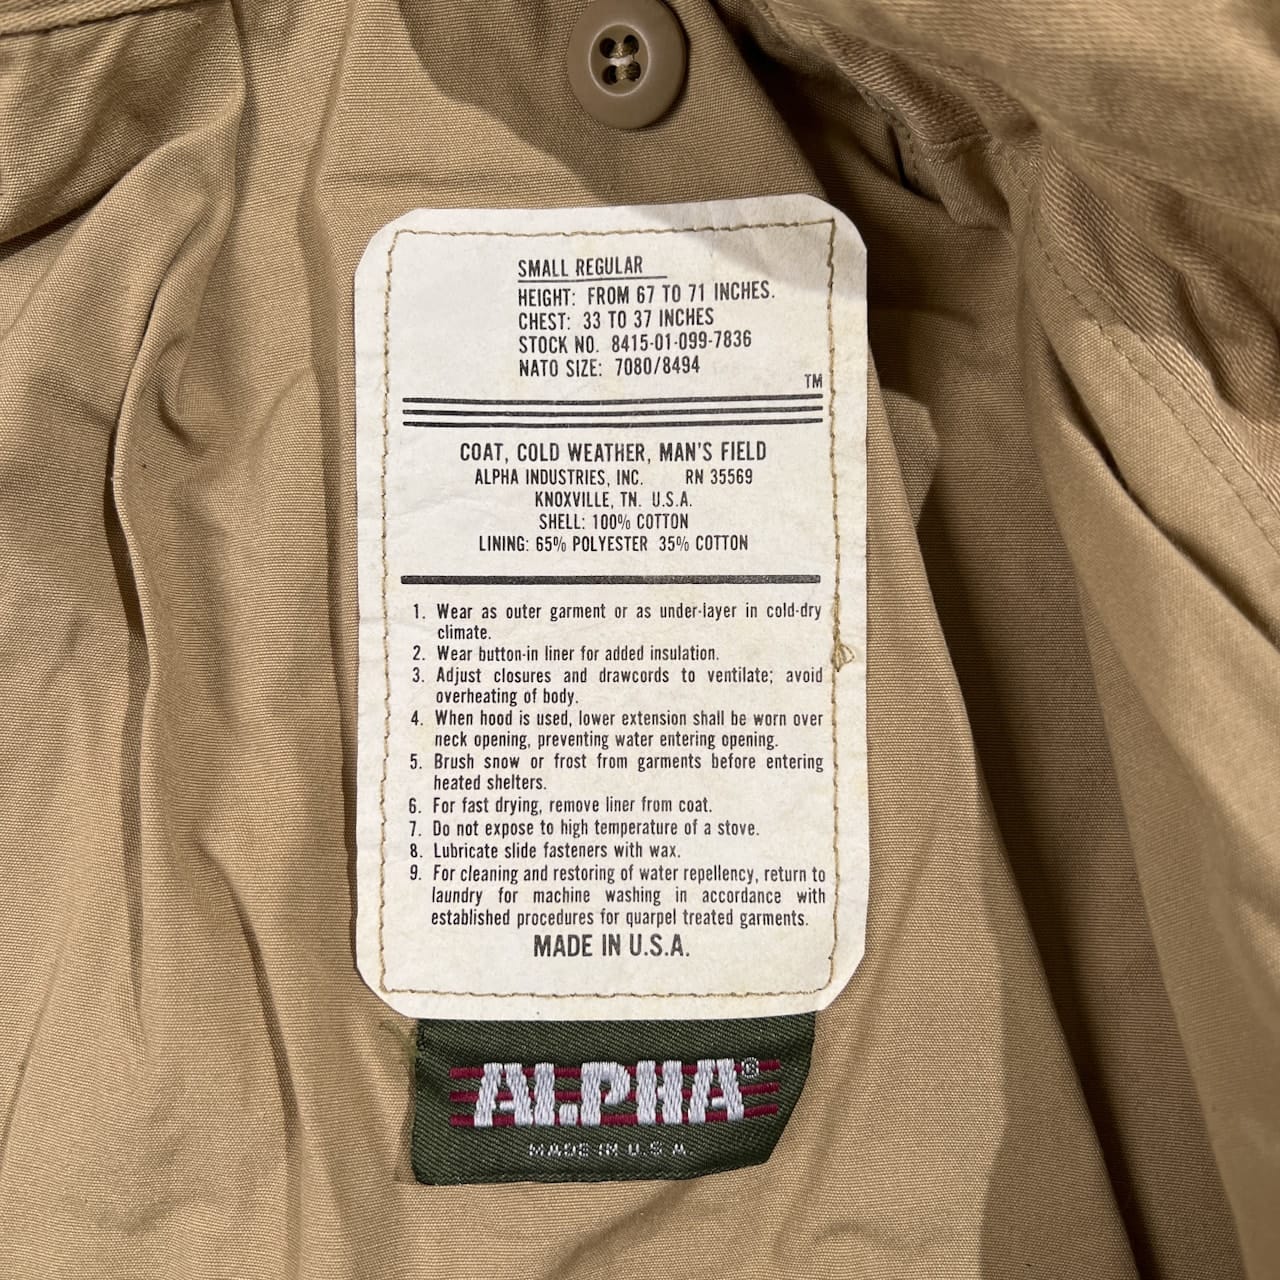 SMALL REGULAR
HEIGHT: FROM 67 TO 71 INCHES.
CHEST: 33 TO 37 INCHES
STOCK NO. 8415-01-099-7836
NATO SIZE: 7080/8494
TM
COAT, COLD WEATHER, MAN'S FIELD
ALPHA INDUSTRIES, INC. RN 35569
KNOXVILLE, TN. U.S.A.
SHELL: 100% COTTON
LINING: 65% POLYESTER 35% COTTON
1. Wear as outer garment or as under-layer in cold-dry
climate.
2. Wear button-in liner for added insulation.
3. Adjust closures and drawcords to ventilate; avoid
overheating of body.
4. When hood is used, lower extension shall be worn over
neck opening, preventing water entering opening.
5. Brush snow or frost from garments before entering
heated shelters.
6. For fast drying, remove liner from coat.
7. Do not expose to high temperature of a stove.
8. Lubricate slide fasteners with wax.
9. For cleaning and restoring of water repellency, return to
laundry for machine washing in accordance with
established procedures for quarpel treated garments.
MADE IN U.S.A.
ALPHA®
MADE IN U.S.A.